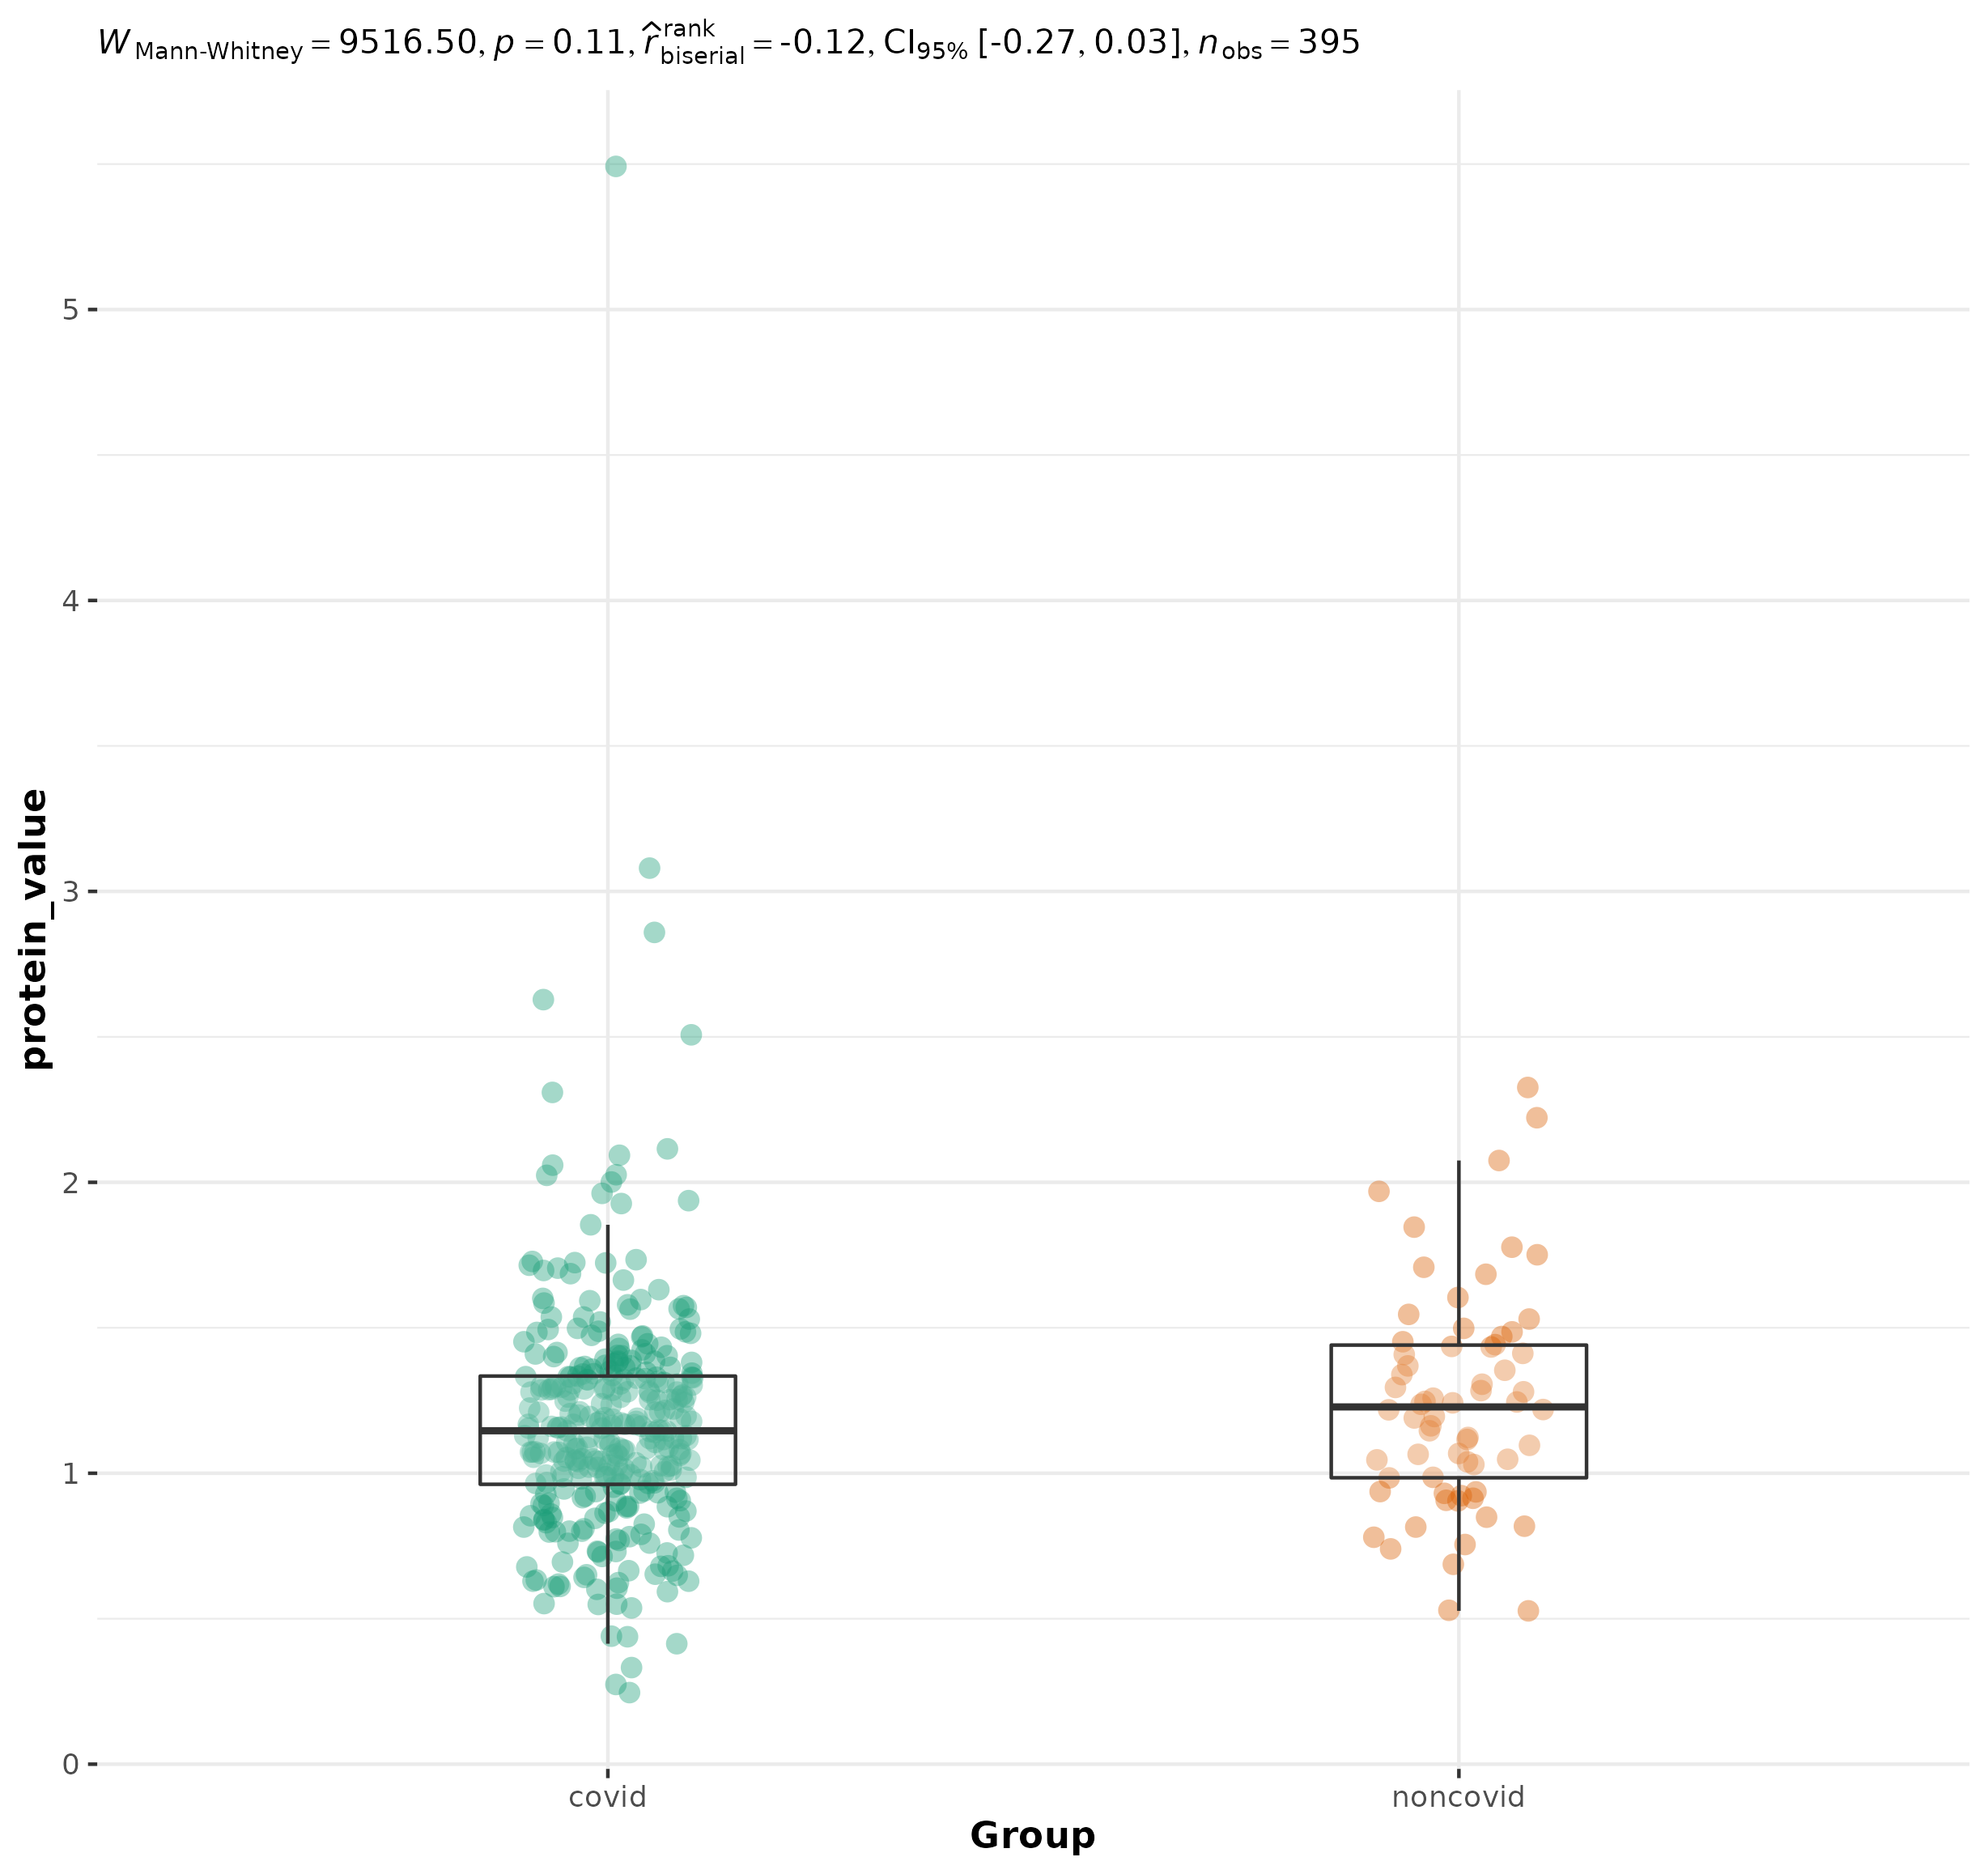 W Mann-Whitney = 9516.50, p = 0.11, r̂ rank biserial = -0.12, CI95% [-0.27, 0.03], nobs = 395
5
4
3
2
1
0
protein_value
covid noncovid
Group